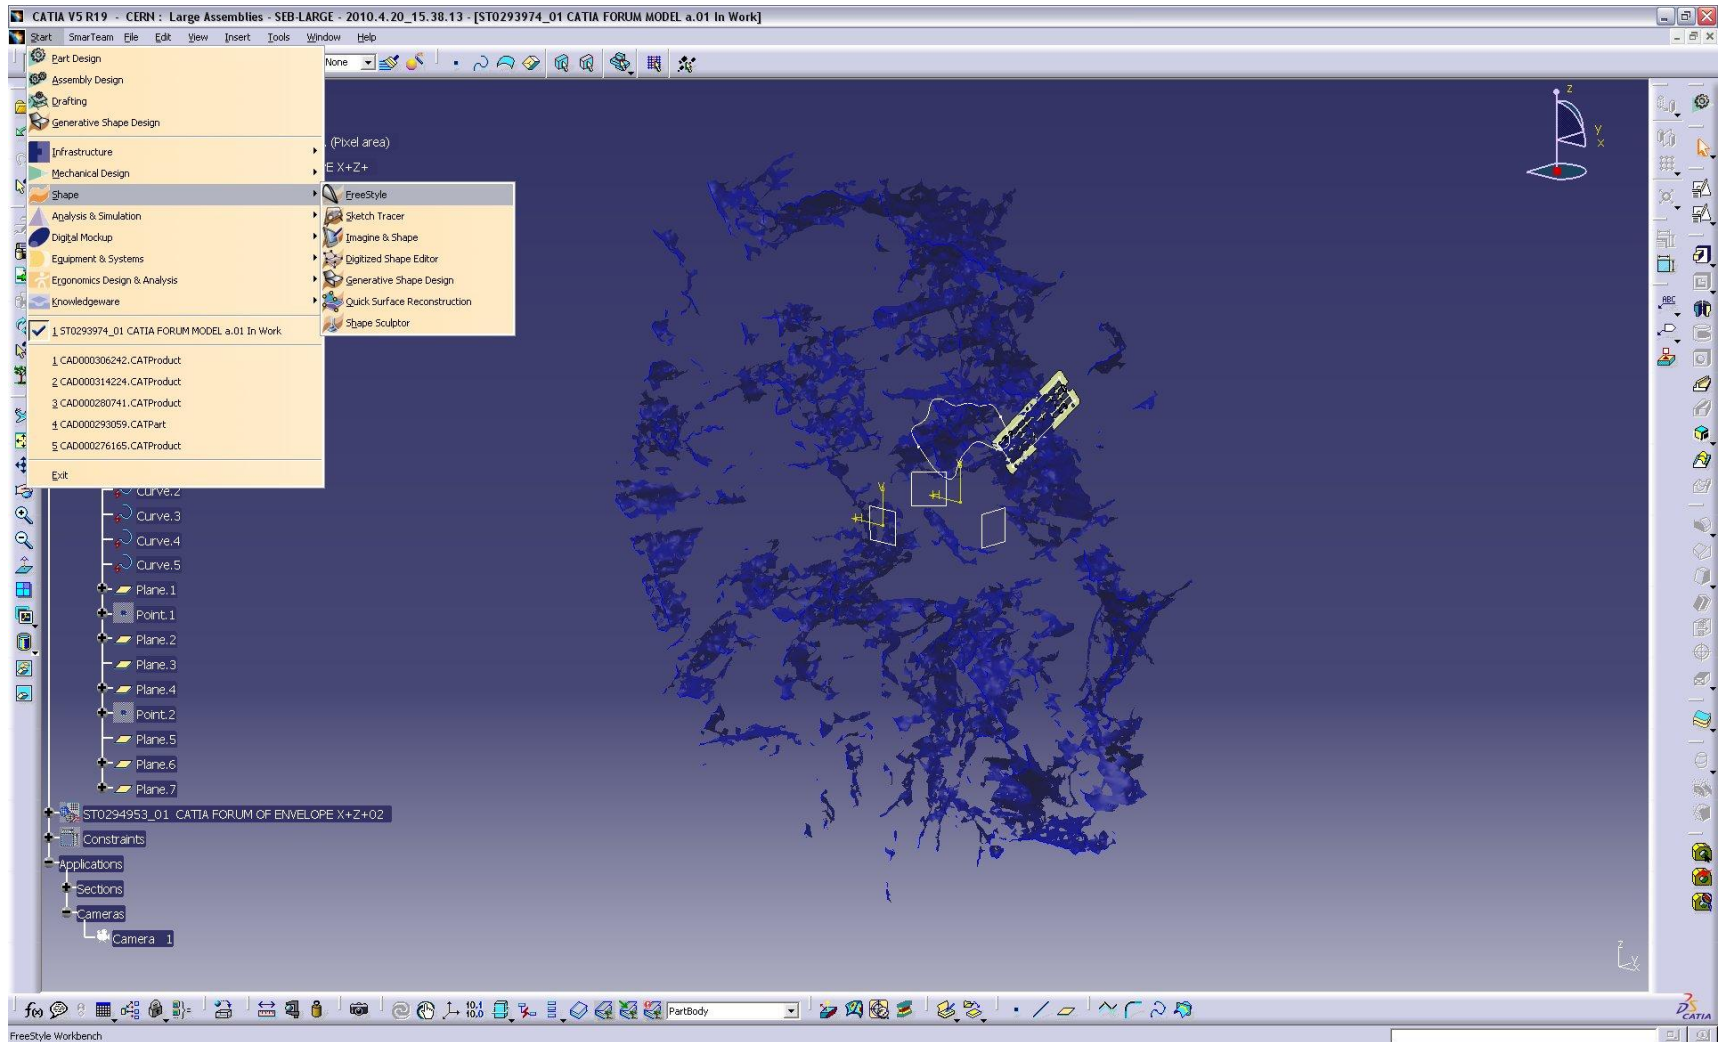 CATIA V5 R19 - CERN : Large Assemblies - SEB-LARGE - 2010.4.20_15.38.13 - [ST0293974_01 CATIA FORUM MODEL a.01 In Work]
Start SmarTeam File Edit View Insert Tools Window Help
None
Part Design
Assembly Design
Drafting
Generative Shape Design
Infrastructure
Mechanical Design
Shape
Analysis & Simulation
Digital Mockup
Equipment & Systems
Ergonomics Design & Analysis
Knowledgeware
1 ST0293974_01 CATIA FORUM MODEL a.01 In Work
1 CAD000306242.CATProduct
2 CAD000314224.CATProduct
3 CAD000280741.CATProduct
4 CAD000293059.CATPart
5 CAD000276165.CATProduct
Exit
(Pixel area)
PE X+Z+
FreeStyle
Sketch Tracer
Imagine & Shape
Digitized Shape Editor
Generative Shape Design
Quick Surface Reconstruction
Shape Sculptor
z
y
x
ABC
V
H
H
Curve.2
Curve.3
Curve.4
Curve.5
Plane.1
Point.1
Plane.2
Plane.3
Plane.4
Point.2
Plane.5
Plane.6
Plane.7
ST0294953_01 CATIA FORUM OF ENVELOPE X+Z+02
Constraints
Applications
Sections
Cameras
Camera 1
z
y
x
f(x)
10.1
10.0
PartBody
CATIA
FreeStyle Workbench